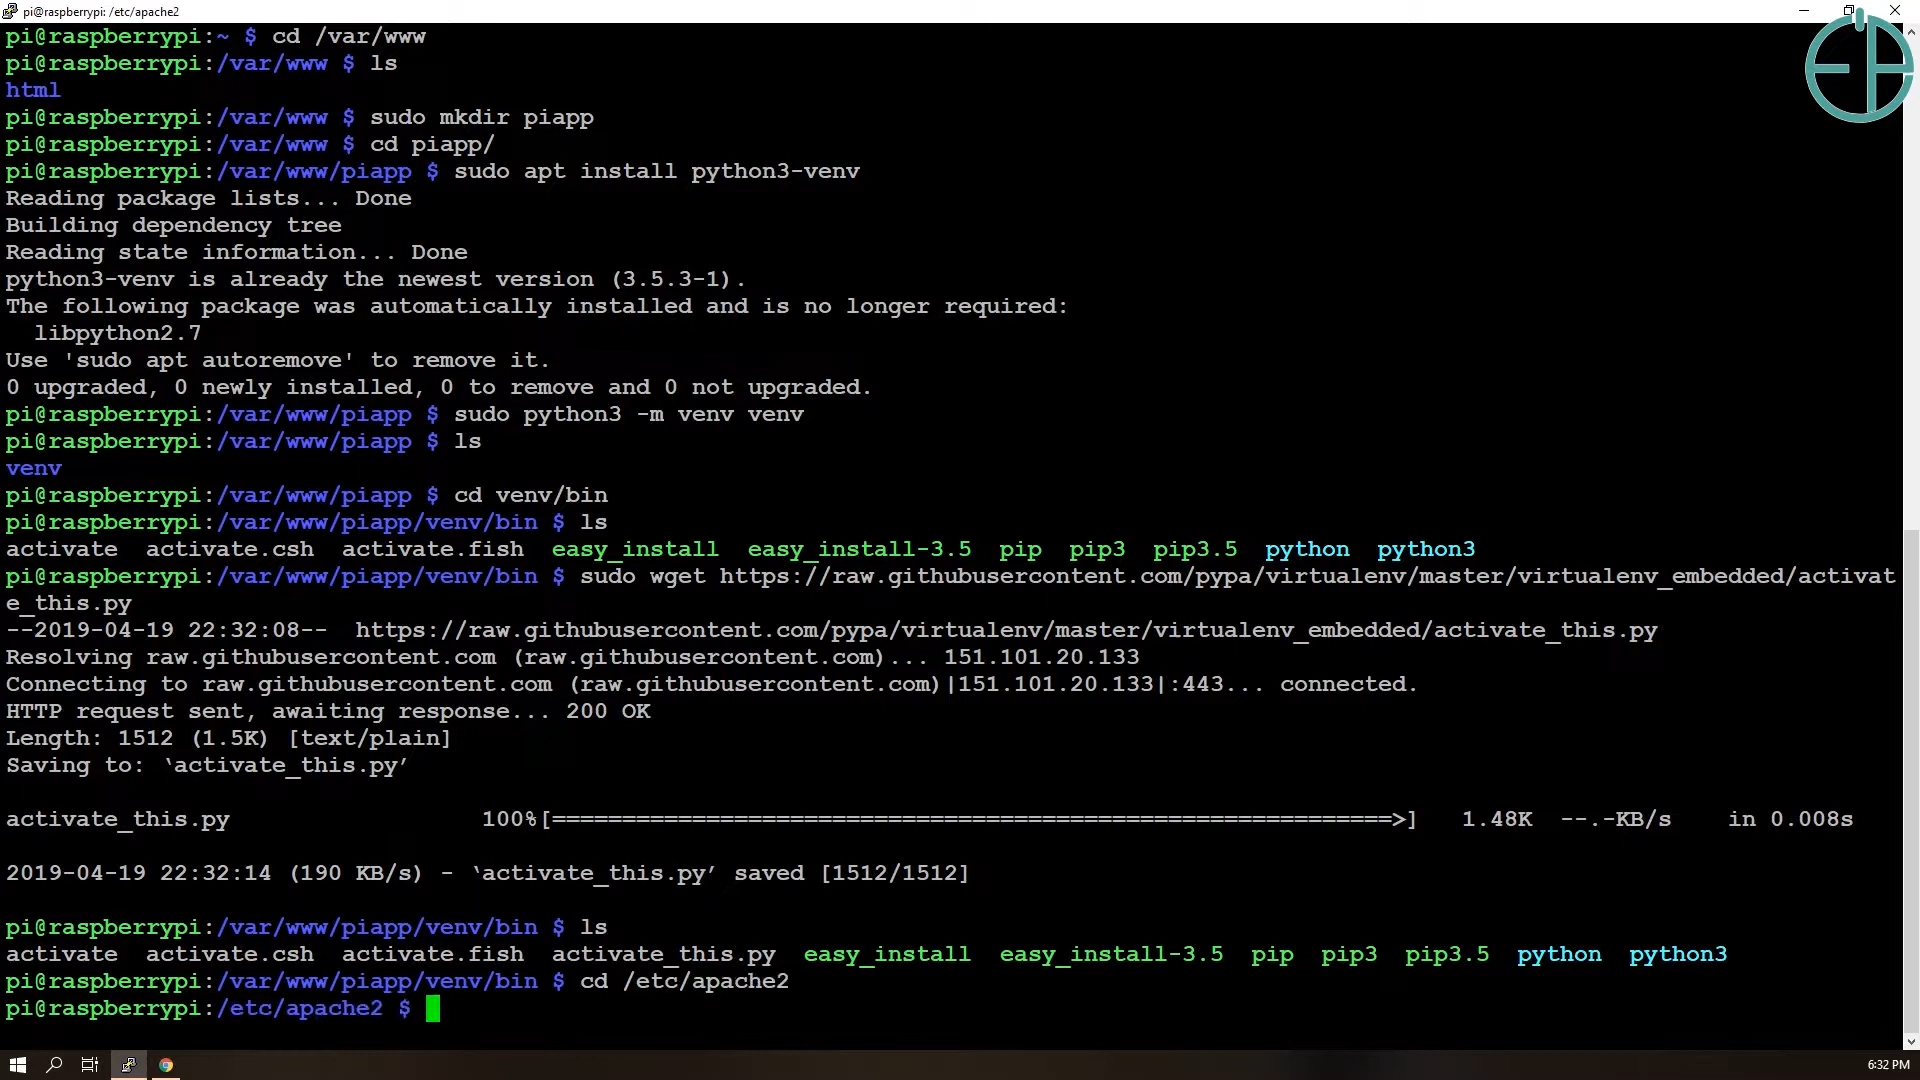 pi@raspberrypi: /etc/apache2
pi@raspberrypi:~ $ cd /var/www
pi@raspberrypi:/var/www $ ls
html
pi@raspberrypi:/var/www $ sudo mkdir piapp
pi@raspberrypi:/var/www $ cd piapp/
pi@raspberrypi:/var/www/piapp $ sudo apt install python3-venv
Reading package lists... Done
Building dependency tree
Reading state information... Done
python3-venv is already the newest version (3.5.3-1).
The following package was automatically installed and is no longer required:
  libpython2.7
Use 'sudo apt autoremove' to remove it.
0 upgraded, 0 newly installed, 0 to remove and 0 not upgraded.
pi@raspberrypi:/var/www/piapp $ sudo python3 -m venv venv
pi@raspberrypi:/var/www/piapp $ ls
venv
pi@raspberrypi:/var/www/piapp $ cd venv/bin
pi@raspberrypi:/var/www/piapp/venv/bin $ ls
activate  activate.csh  activate.fish  easy_install  easy_install-3.5  pip  pip3  pip3.5  python  python3
pi@raspberrypi:/var/www/piapp/venv/bin $ sudo wget https://raw.githubusercontent.com/pypa/virtualenv/master/virtualenv_embedded/activat
e_this.py
--2019-04-19 22:32:08--  https://raw.githubusercontent.com/pypa/virtualenv/master/virtualenv_embedded/activate_this.py
Resolving raw.githubusercontent.com (raw.githubusercontent.com)... 151.101.20.133
Connecting to raw.githubusercontent.com (raw.githubusercontent.com)|151.101.20.133|:443... connected.
HTTP request sent, awaiting response... 200 OK
Length: 1512 (1.5K) [text/plain]
Saving to: ‘activate_this.py’
activate_this.py                  100%[============================================================>]   1.48K  --.-KB/s    in 0.008s
2019-04-19 22:32:14 (190 KB/s) - ‘activate_this.py’ saved [1512/1512]
pi@raspberrypi:/var/www/piapp/venv/bin $ ls
activate  activate.csh  activate.fish  activate_this.py  easy_install  easy_install-3.5  pip  pip3  pip3.5  python  python3
pi@raspberrypi:/var/www/piapp/venv/bin $ cd /etc/apache2
pi@raspberrypi:/etc/apache2 $
6:32 PM